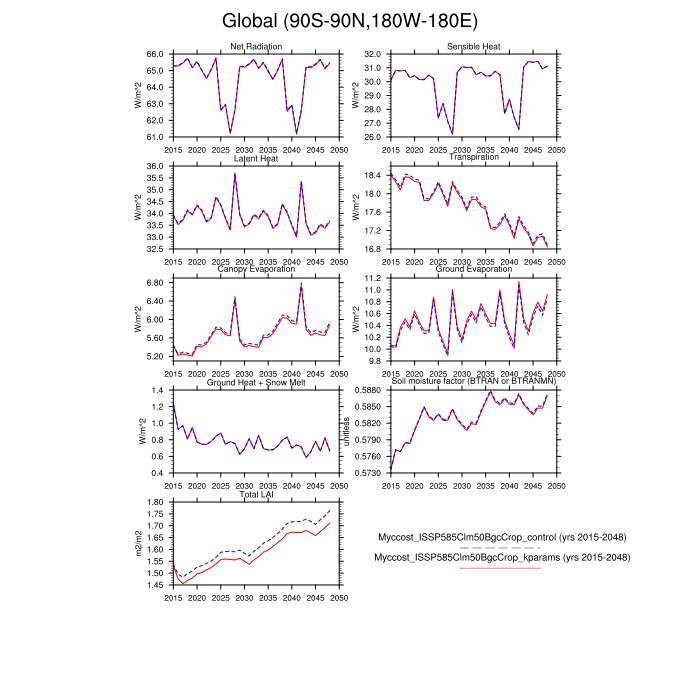 Global (90S-90N,180W-180E)
Net Radiation
W/m^2
66.0
65.0
64.0
63.0
62.0
61.0
2015 2020 2025 2030 2035 2040 2045 2050
Sensible Heat
W/m^2
32.0
31.0
30.0
29.0
28.0
27.0
26.0
2015 2020 2025 2030 2035 2040 2045 2050
Latent Heat
W/m^2
36.0
35.5
35.0
34.5
34.0
33.5
33.0
32.5
2015 2020 2025 2030 2035 2040 2045 2050
Transpiration
W/m^2
18.4
18.0
17.6
17.2
16.8
2015 2020 2025 2030 2035 2040 2045 2050
Canopy Evaporation
W/m^2
6.80
6.40
6.00
5.60
5.20
2015 2020 2025 2030 2035 2040 2045 2050
Ground Evaporation
W/m^2
11.2
11.0
10.8
10.6
10.4
10.2
10.0
9.8
2015 2020 2025 2030 2035 2040 2045 2050
Ground Heat + Snow Melt
W/m^2
1.4
1.2
1.0
0.8
0.6
0.4
2015 2020 2025 2030 2035 2040 2045 2050
Soil moisture factor (BTRAN or BTRANMN)
unitless
0.5880
0.5850
0.5820
0.5790
0.5760
0.5730
2015 2020 2025 2030 2035 2040 2045 2050
Total LAI
m2/m2
1.80
1.75
1.70
1.65
1.60
1.55
1.50
1.45
2015 2020 2025 2030 2035 2040 2045 2050
Myccost_ISSP585Clm50BgcCrop_control (yrs 2015-2048)
Myccost_ISSP585Clm50BgcCrop_kparams (yrs 2015-2048)